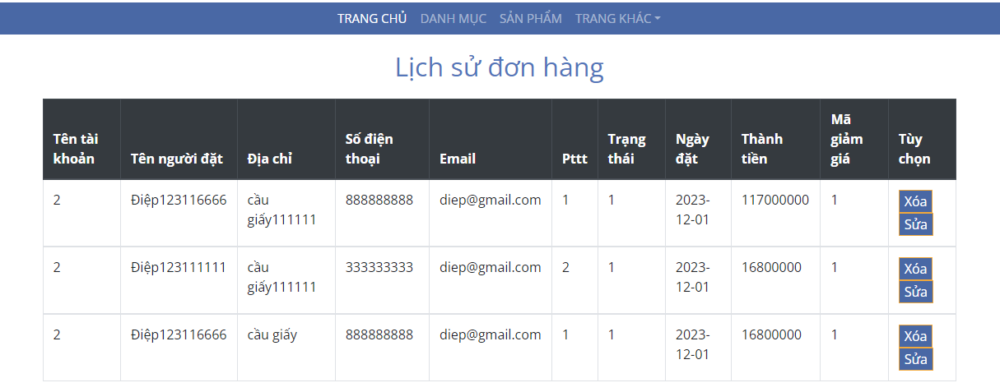 TRANG CHỦ DANH MỤC SẢN PHẨM TRANG KHÁC
Lịch sử đơn hàng
Tên tài khoản Tên người đặt Địa chỉ Số điện thoại Email Pttt Trạng thái Ngày đặt Thành tiền Mã giảm giá Tùy chọn
2 Điệp123116666 cầu giấy111111 888888888 diep@gmail.com 1 1 2023-12-01 117000000 1 Xóa Sửa
2 Điệp123111111 cầu giấy111111 333333333 diep@gmail.com 2 1 2023-12-01 16800000 1 Xóa Sửa
2 Điệp123116666 cầu giấy 888888888 diep@gmail.com 1 1 2023-12-01 16800000 1 Xóa Sửa